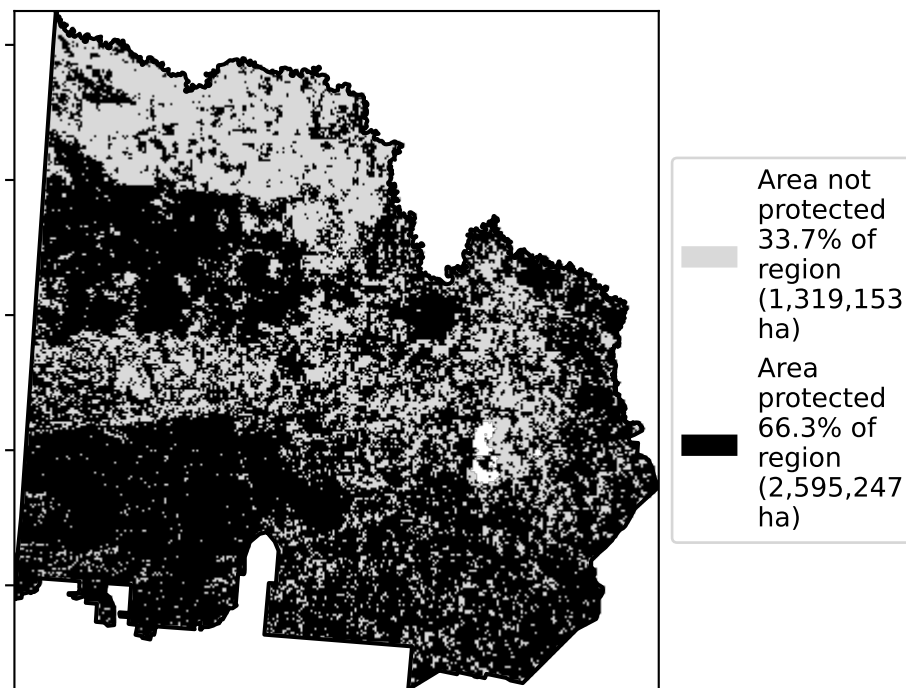 Area not
protected
33.7% of
region
(1,319,153
ha)
Area
protected
66.3% of
region
(2,595,247
ha)